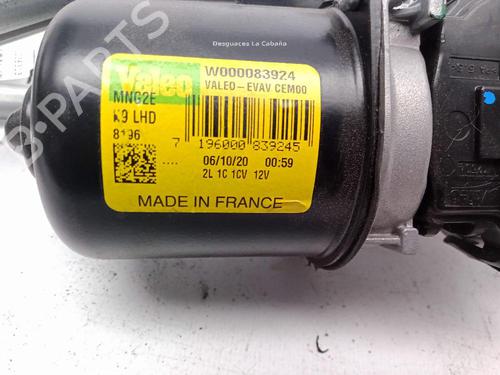 Desguaces La Cabaña
Valeo
W000083924
MNG2E
VALEO-EVAV CEM00
K9 LHD
8196
7 196000 839245
.... 06/10/20 00:59
2L 1C 1CV 12V
MADE IN FRANCE
B-PARTS